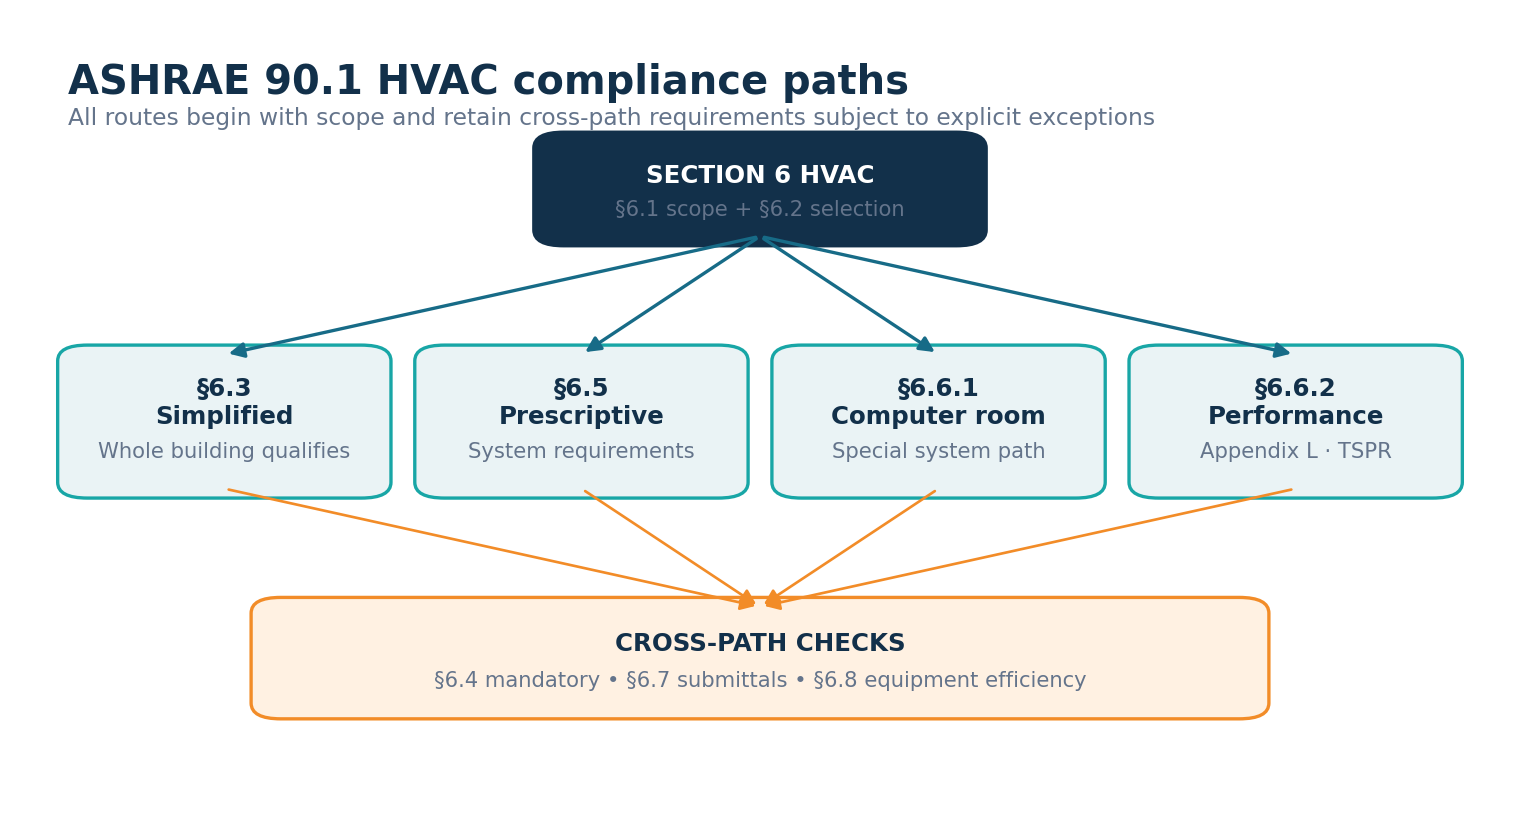 ASHRAE 90.1 HVAC compliance paths
All routes begin with scope and retain cross-path requirements subject to explicit exceptions
SECTION 6 HVAC
§6.1 scope + §6.2 selection
§6.3
Simplified
Whole building qualifies
§6.5
Prescriptive
System requirements
§6.6.1
Computer room
Special system path
§6.6.2
Performance
Appendix L · TSPR
CROSS-PATH CHECKS
§6.4 mandatory • §6.7 submittals • §6.8 equipment efficiency